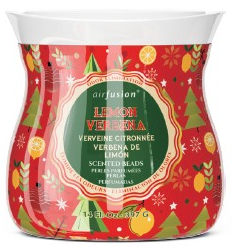 airfusion®
LEMON
VERBENA
VERVEINE CITRONNÉE
VERBENA DE
LIMÓN
SCENTED BEADS
PERLES PARFUMÉES
PERLAS
PERFUMADAS
14 Fl. Oz./397 G